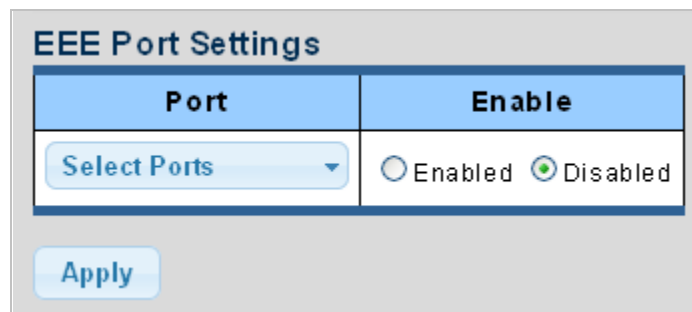 EEE Port Settings
Port Enable
Select Ports Enabled Disabled
Apply